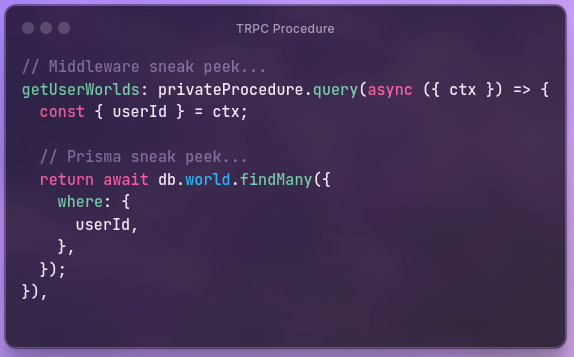 TRPC Procedure
// Middleware sneak peek...
getUserWorlds: privateProcedure.query(async ({ ctx }) => {
  const { userId } = ctx;

  // Prisma sneak peek...
  return await db.world.findMany({
    where: {
      userId,
    },
  });
}),